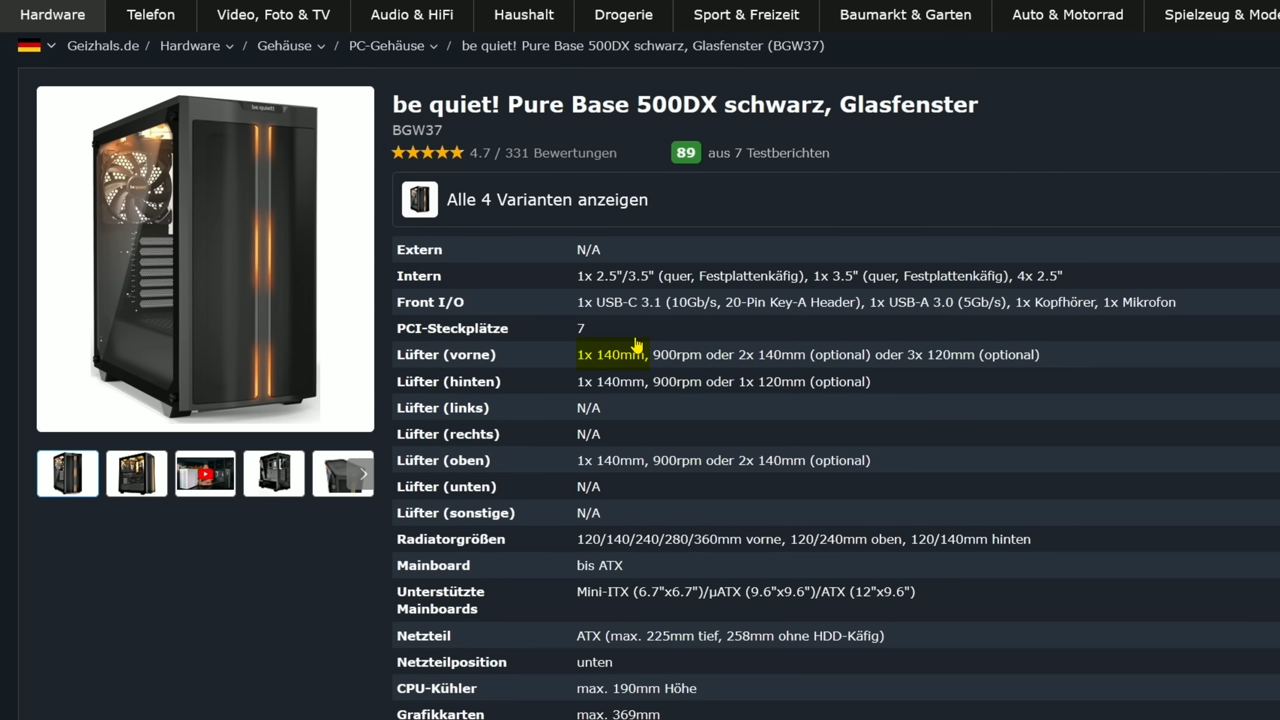 Hardware Telefon Video, Foto & TV Audio & HiFi Haushalt Drogerie Sport & Freizeit Baumarkt & Garten Auto & Motorrad Spielzeug & Mode
Geizhals.de / Hardware / Gehäuse / PC-Gehäuse / be quiet! Pure Base 500DX schwarz, Glasfenster (BGW37)
be quiet!
be quiet! Pure Base 500DX schwarz, Glasfenster
BGW37
4.7 / 331 Bewertungen 89 aus 7 Testberichten
Alle 4 Varianten anzeigen
Extern N/A
Intern 1x 2.5"/3.5" (quer, Festplattenkäfig), 1x 3.5" (quer, Festplattenkäfig), 4x 2.5"
Front I/O 1x USB-C 3.1 (10Gb/s, 20-Pin Key-A Header), 1x USB-A 3.0 (5Gb/s), 1x Kopfhörer, 1x Mikrofon
PCI-Steckplätze 7
Lüfter (vorne) 1x 140mm, 900rpm oder 2x 140mm (optional) oder 3x 120mm (optional)
Lüfter (hinten) 1x 140mm, 900rpm oder 1x 120mm (optional)
Lüfter (links) N/A
Lüfter (rechts) N/A
Lüfter (oben) 1x 140mm, 900rpm oder 2x 140mm (optional)
Lüfter (unten) N/A
Lüfter (sonstige) N/A
Radiatorgrößen 120/140/240/280/360mm vorne, 120/240mm oben, 120/140mm hinten
Mainboard bis ATX
Unterstützte Mini-ITX (6.7"x6.7")/µATX (9.6"x9.6")/ATX (12"x9.6")
Mainboards
Netzteil ATX (max. 225mm tief, 258mm ohne HDD-Käfig)
Netzteilposition unten
CPU-Kühler max. 190mm Höhe
Grafikkarten max. 369mm